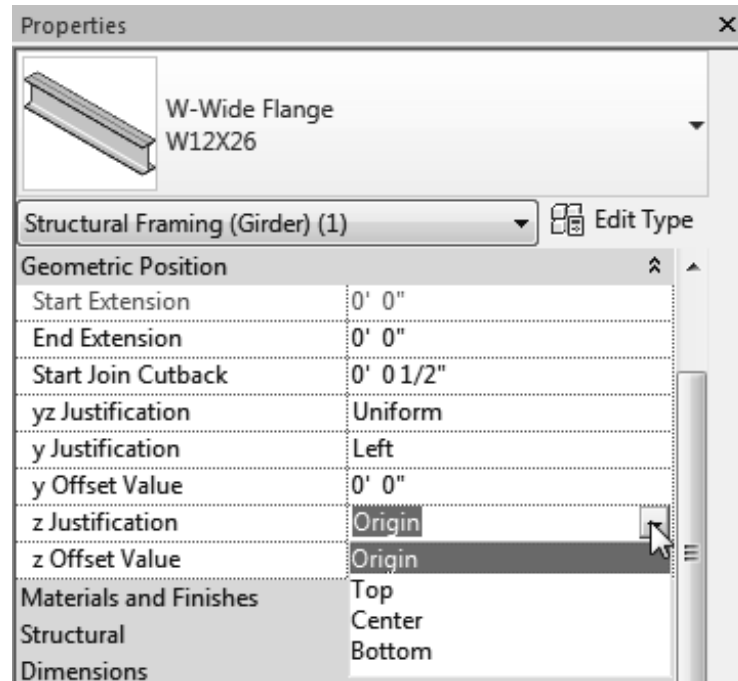 Properties
W-Wide Flange
W12X26
Structural Framing (Girder) (1) Edit Type
Geometric Position
Start Extension 0' 0"
End Extension 0' 0"
Start Join Cutback 0' 0 1/2"
yz Justification Uniform
y Justification Left
y Offset Value 0' 0"
z Justification Origin
z Offset Value Origin
Materials and Finishes Top
Structural Center
Dimensions Bottom